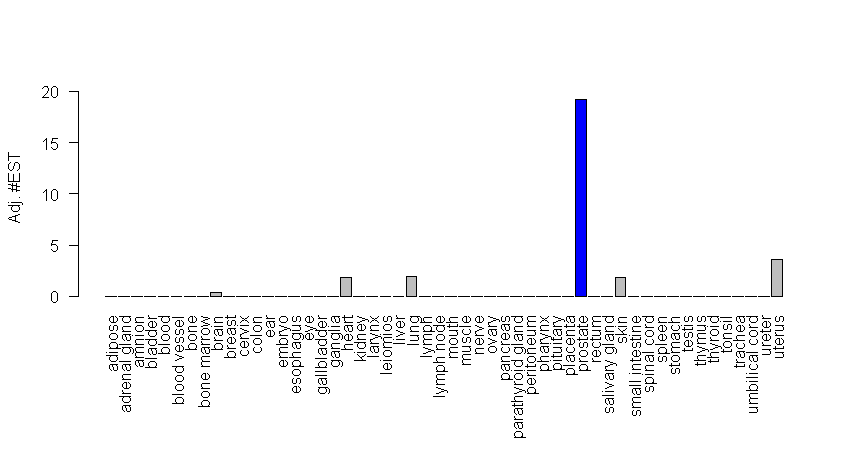 Adj. #EST
20
15
10
5
0
adipose
adrenal gland
amnion
bladder
blood
blood vessel
bone
bone marrow
brain
breast
cervix
colon
ear
embryo
esophagus
eye
gallbladder
ganglia
heart
kidney
larynx
leiomios
liver
lung
lymph
lymph node
mouth
muscle
nerve
ovary
pancreas
parathyroid gland
peritoneum
pharynx
pituitary
placenta
prostate
rectum
salivary gland
skin
small intestine
spinal cord
spleen
stomach
testis
thymus
thyroid
tonsil
trachea
umbilical cord
ureter
uterus